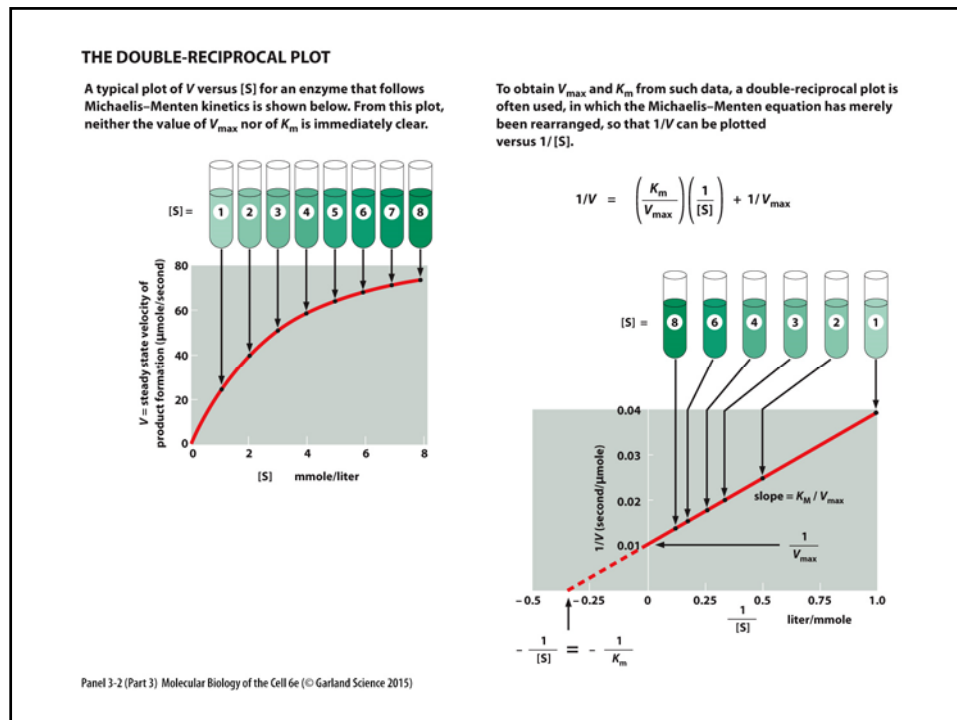 THE DOUBLE-RECIPROCAL PLOT
A typical plot of V versus [S] for an enzyme that follows
Michaelis–Menten kinetics is shown below. From this plot,
neither the value of Vmax nor of Km is immediately clear.
[S] =
1 2 3 4 5 6 7 8
80
60
40
20
0
V = steady state velocity of
product formation (μmole/second)
0 2 4 6 8
[S] mmole/liter
To obtain Vmax and Km from such data, a double-reciprocal plot is
often used, in which the Michaelis–Menten equation has merely
been rearranged, so that 1/V can be plotted
versus 1/[S].
1/V = (Km/Vmax) (1/[S]) + 1/Vmax
[S] =
8 6 4 3 2 1
0.04
0.03
0.02
0.01
1/V (second/μmole)
slope = KM / Vmax
1/Vmax
–0.5 –0.25 0 0.25 0.5 0.75 1.0
1/[S] liter/mmole
– 1/[S] = – 1/Km
Panel 3-2 (Part 3) Molecular Biology of the Cell 6e (© Garland Science 2015)